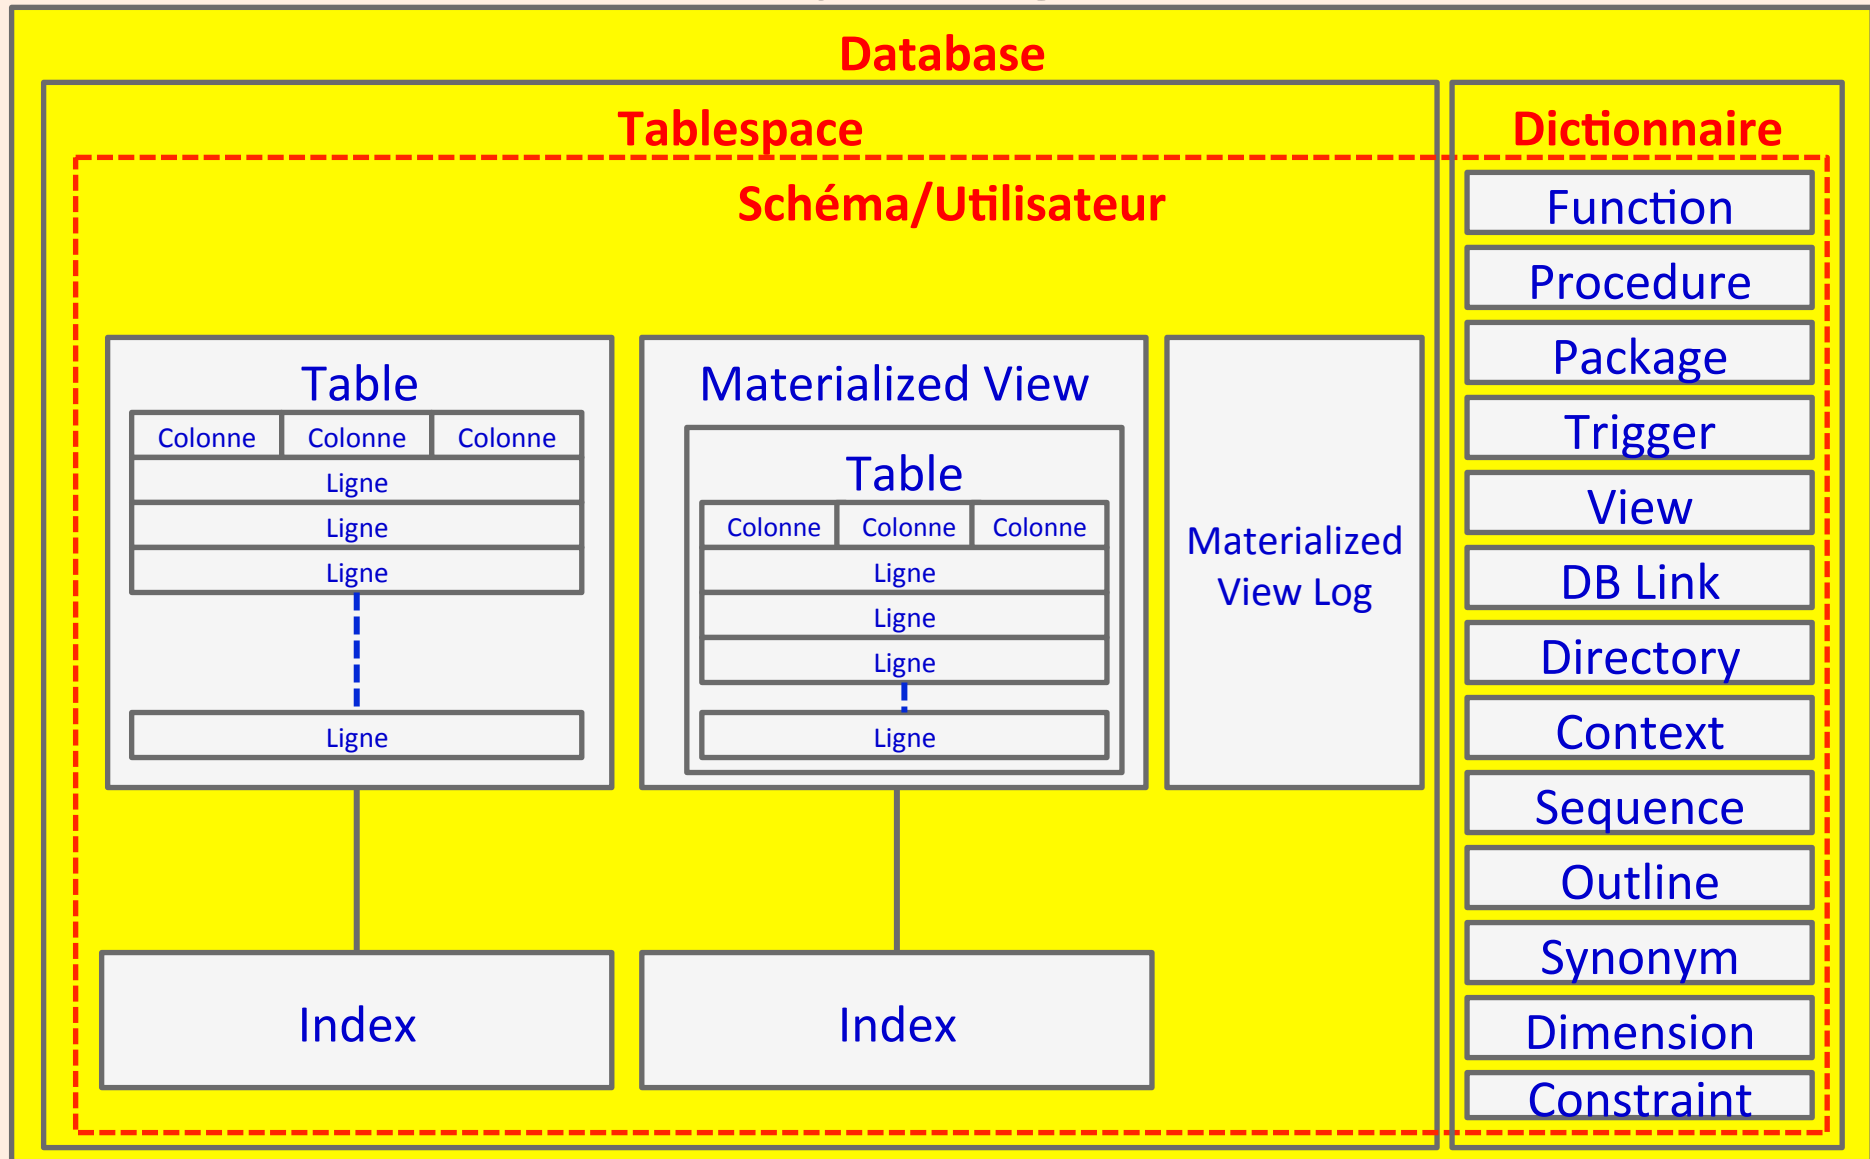 Database
Tablespace
Schéma/Utilisateur
Table
Colonne Colonne Colonne
Ligne
Ligne
Ligne
Ligne
Materialized View
Table
Colonne Colonne Colonne
Ligne
Ligne
Ligne
Ligne
Materialized
View Log
Index
Index
Dictionnaire
Function
Procedure
Package
Trigger
View
DB Link
Directory
Context
Sequence
Outline
Synonym
Dimension
Constraint